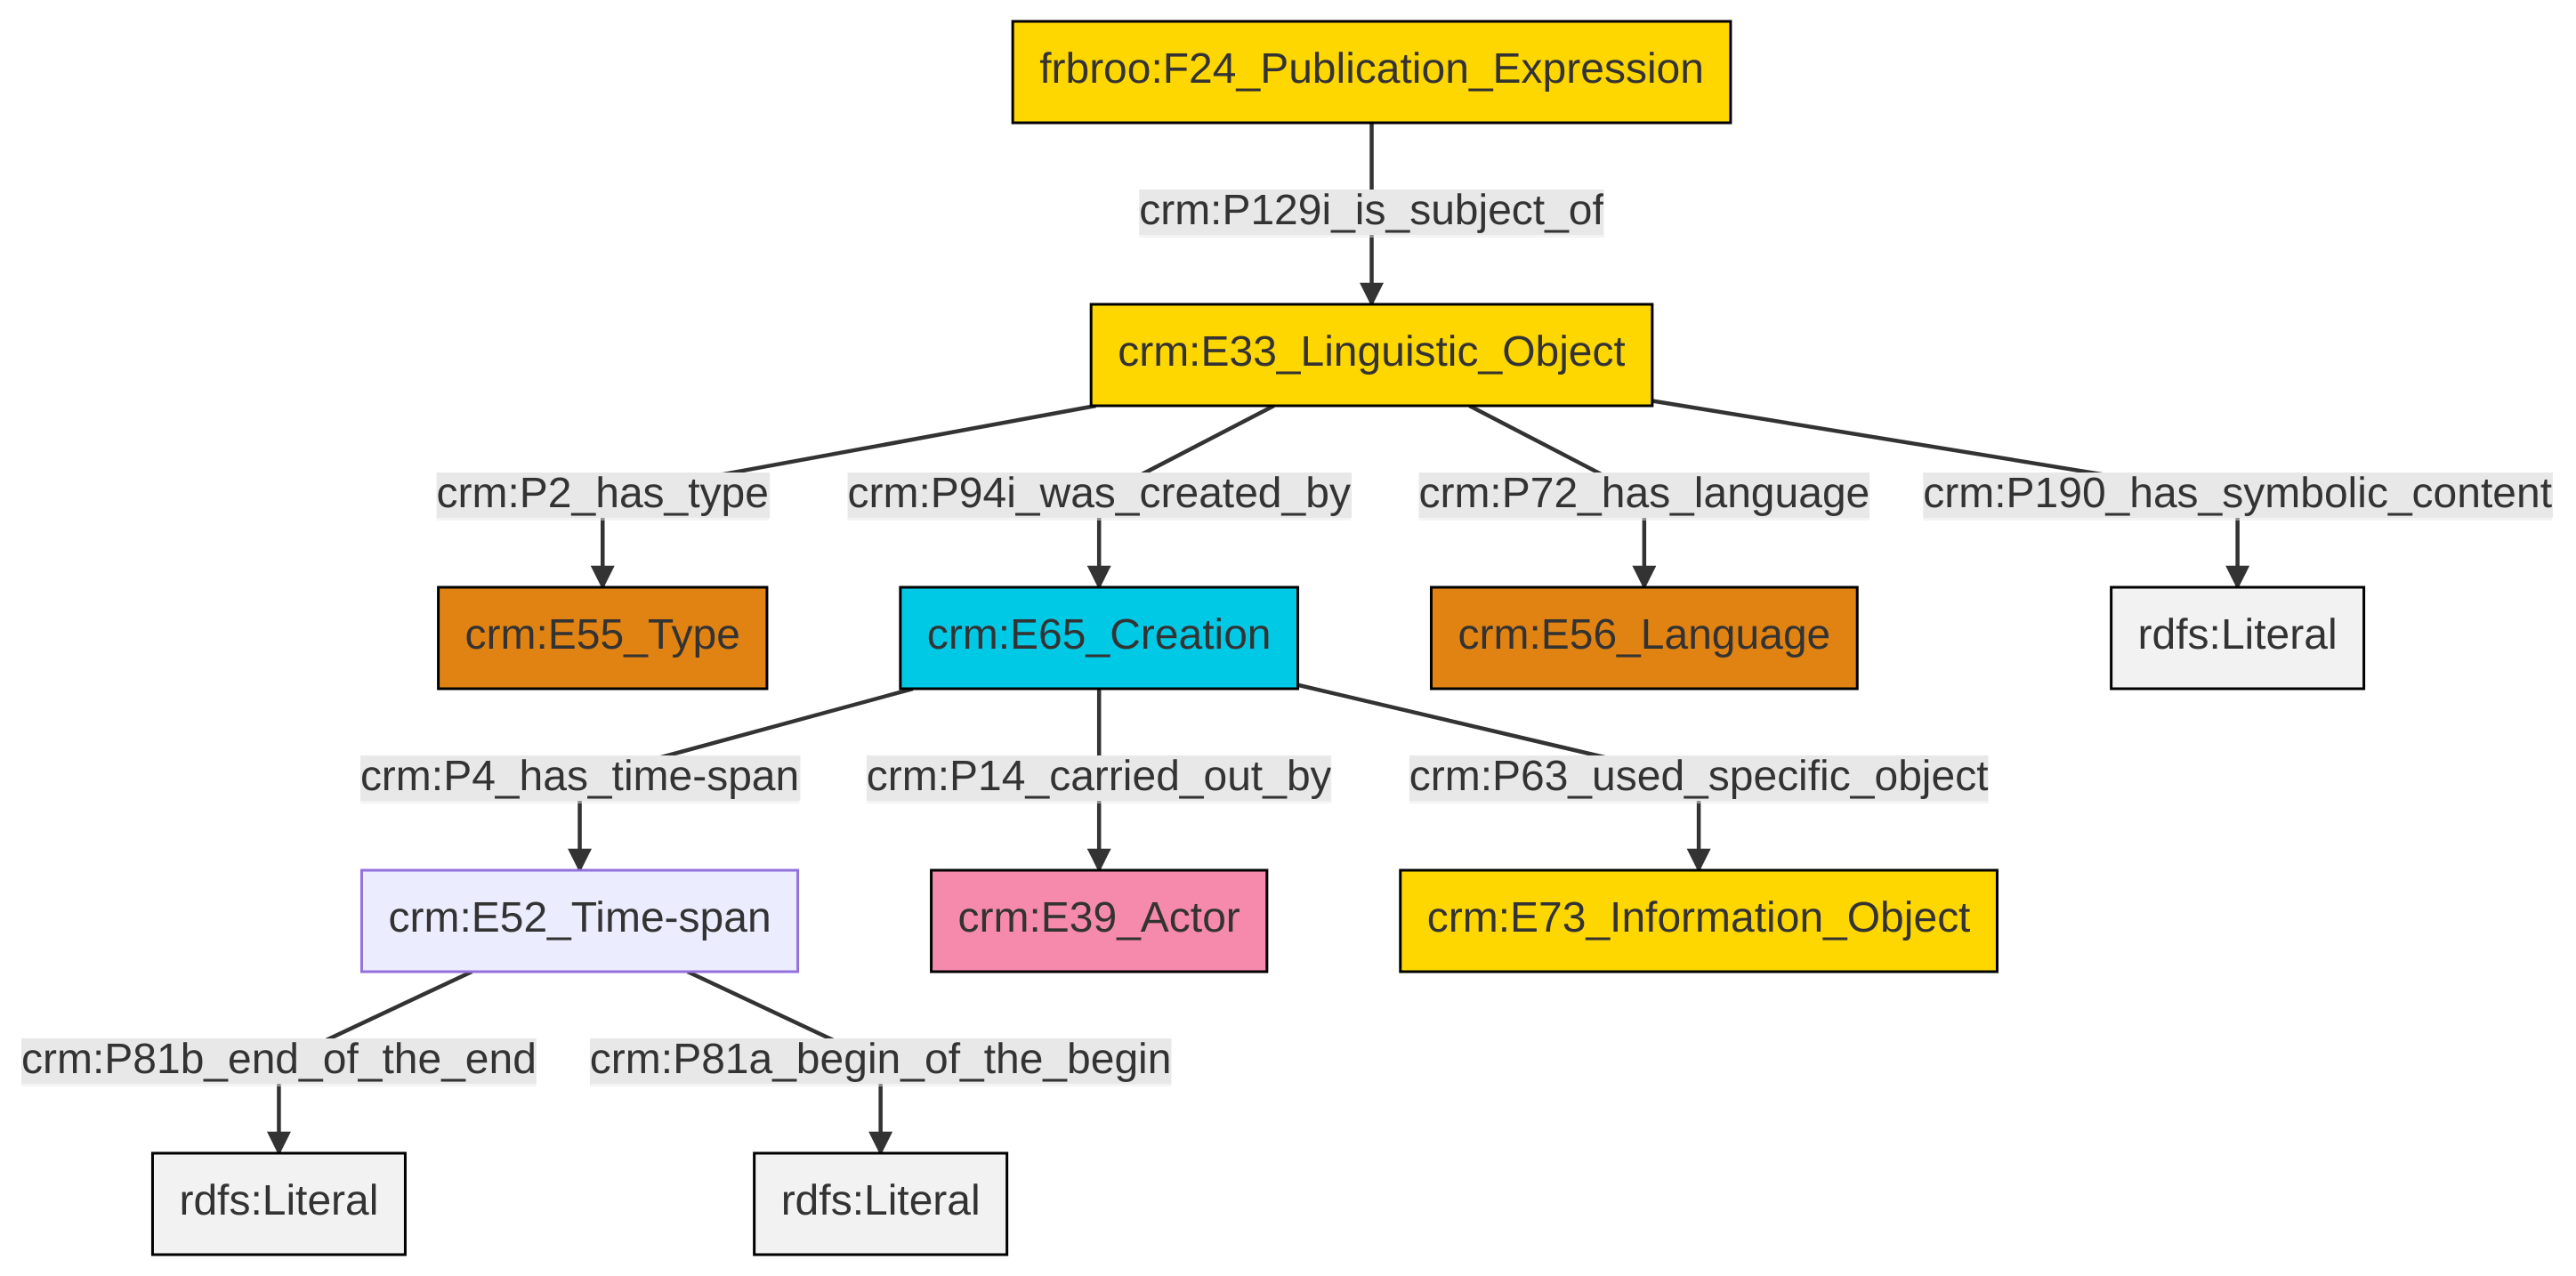 frbroo:F24_Publication_Expression
crm:P129i_is_subject_of
crm:E33_Linguistic_Object
crm:P2_has_type
crm:P94i_was_created_by
crm:P72_has_language
crm:P190_has_symbolic_content
crm:E55_Type
crm:E65_Creation
crm:E56_Language
rdfs:Literal
crm:P4_has_time-span
crm:P14_carried_out_by
crm:P63_used_specific_object
crm:E52_Time-span
crm:E39_Actor
crm:E73_Information_Object
crm:P81b_end_of_the_end
crm:P81a_begin_of_the_begin
rdfs:Literal
rdfs:Literal